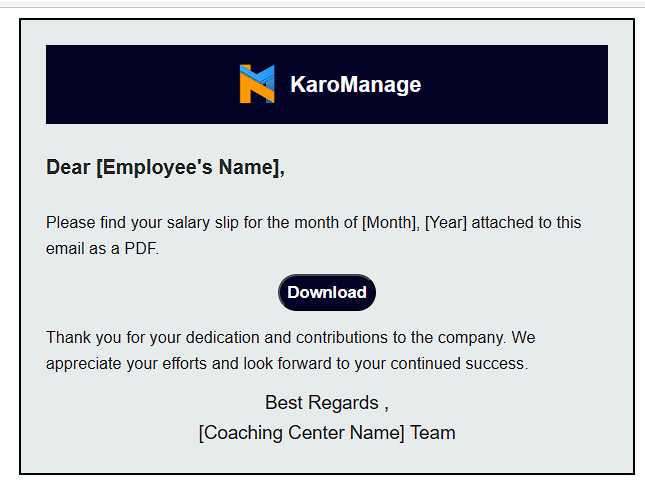 KaroManage
Dear [Employee's Name],
Please find your salary slip for the month of [Month], [Year] attached to this
email as a PDF.
Download
Thank you for your dedication and contributions to the company. We
appreciate your efforts and look forward to your continued success.
Best Regards ,
[Coaching Center Name] Team